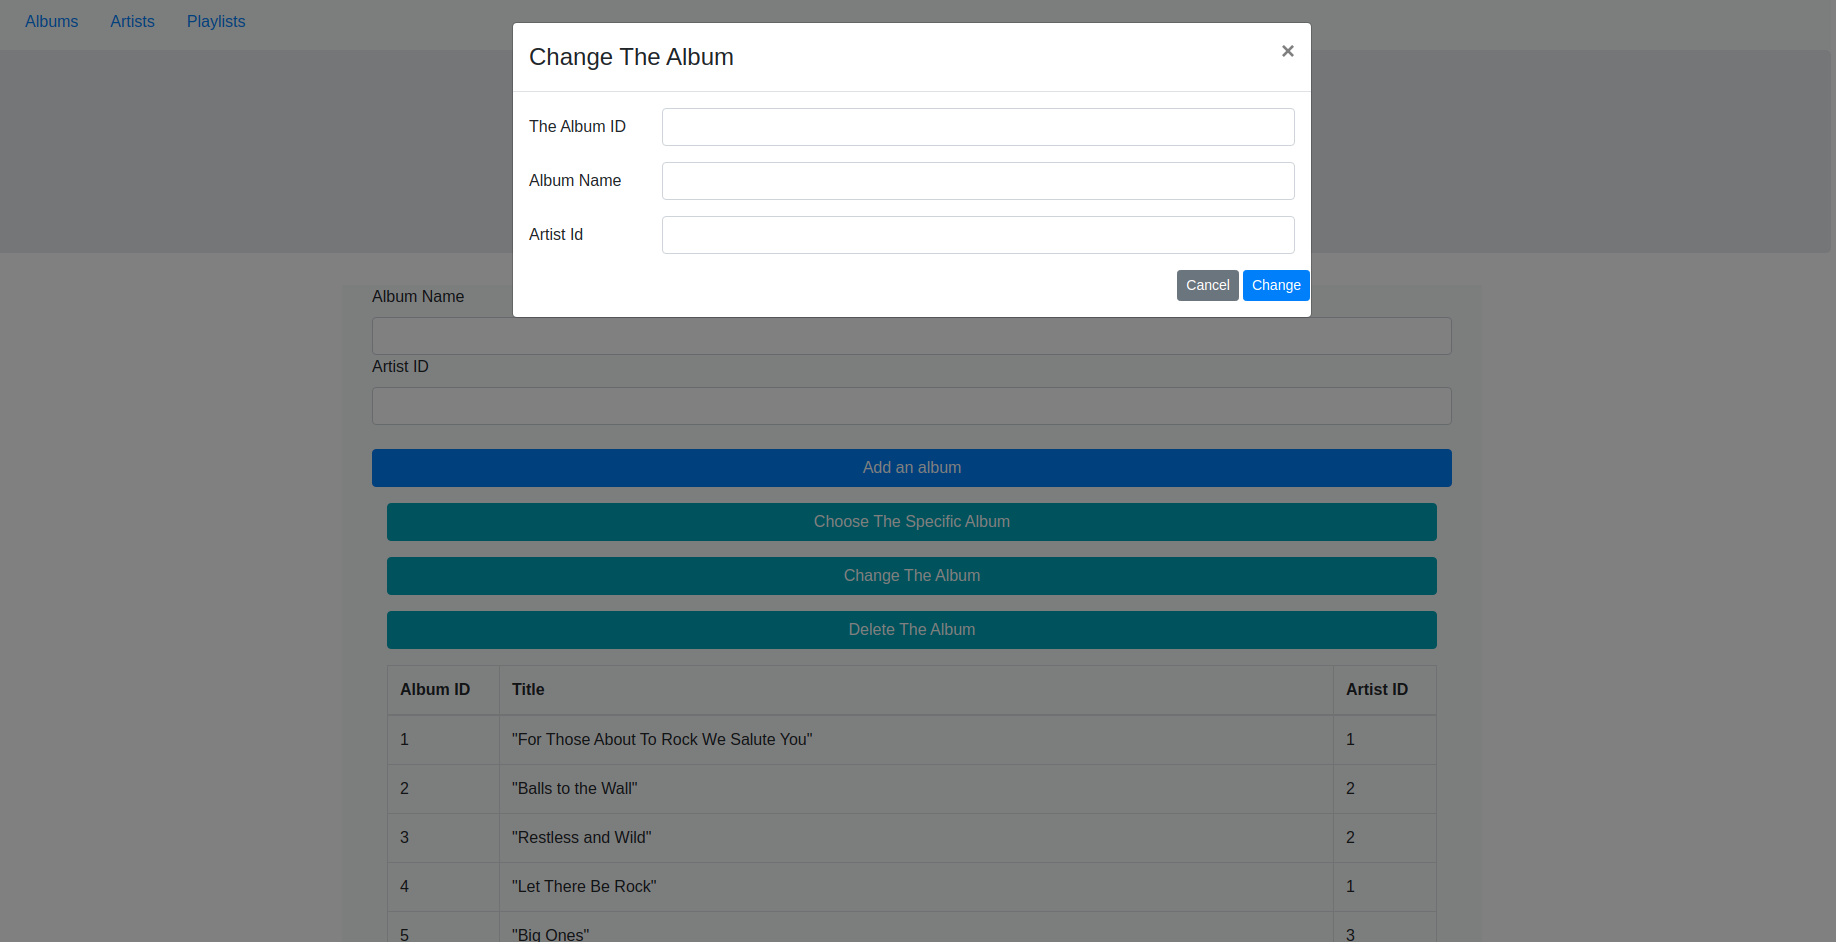 Albums Artists Playlists
Change The Album ×
The Album ID
Album Name
Artist Id
Cancel Change
Album Name
Artist ID
Add an album
Choose The Specific Album
Change The Album
Delete The Album
Album ID Title Artist ID
1 "For Those About To Rock We Salute You" 1
2 "Balls to the Wall" 2
3 "Restless and Wild" 2
4 "Let There Be Rock" 1
5 "Big Ones" 3